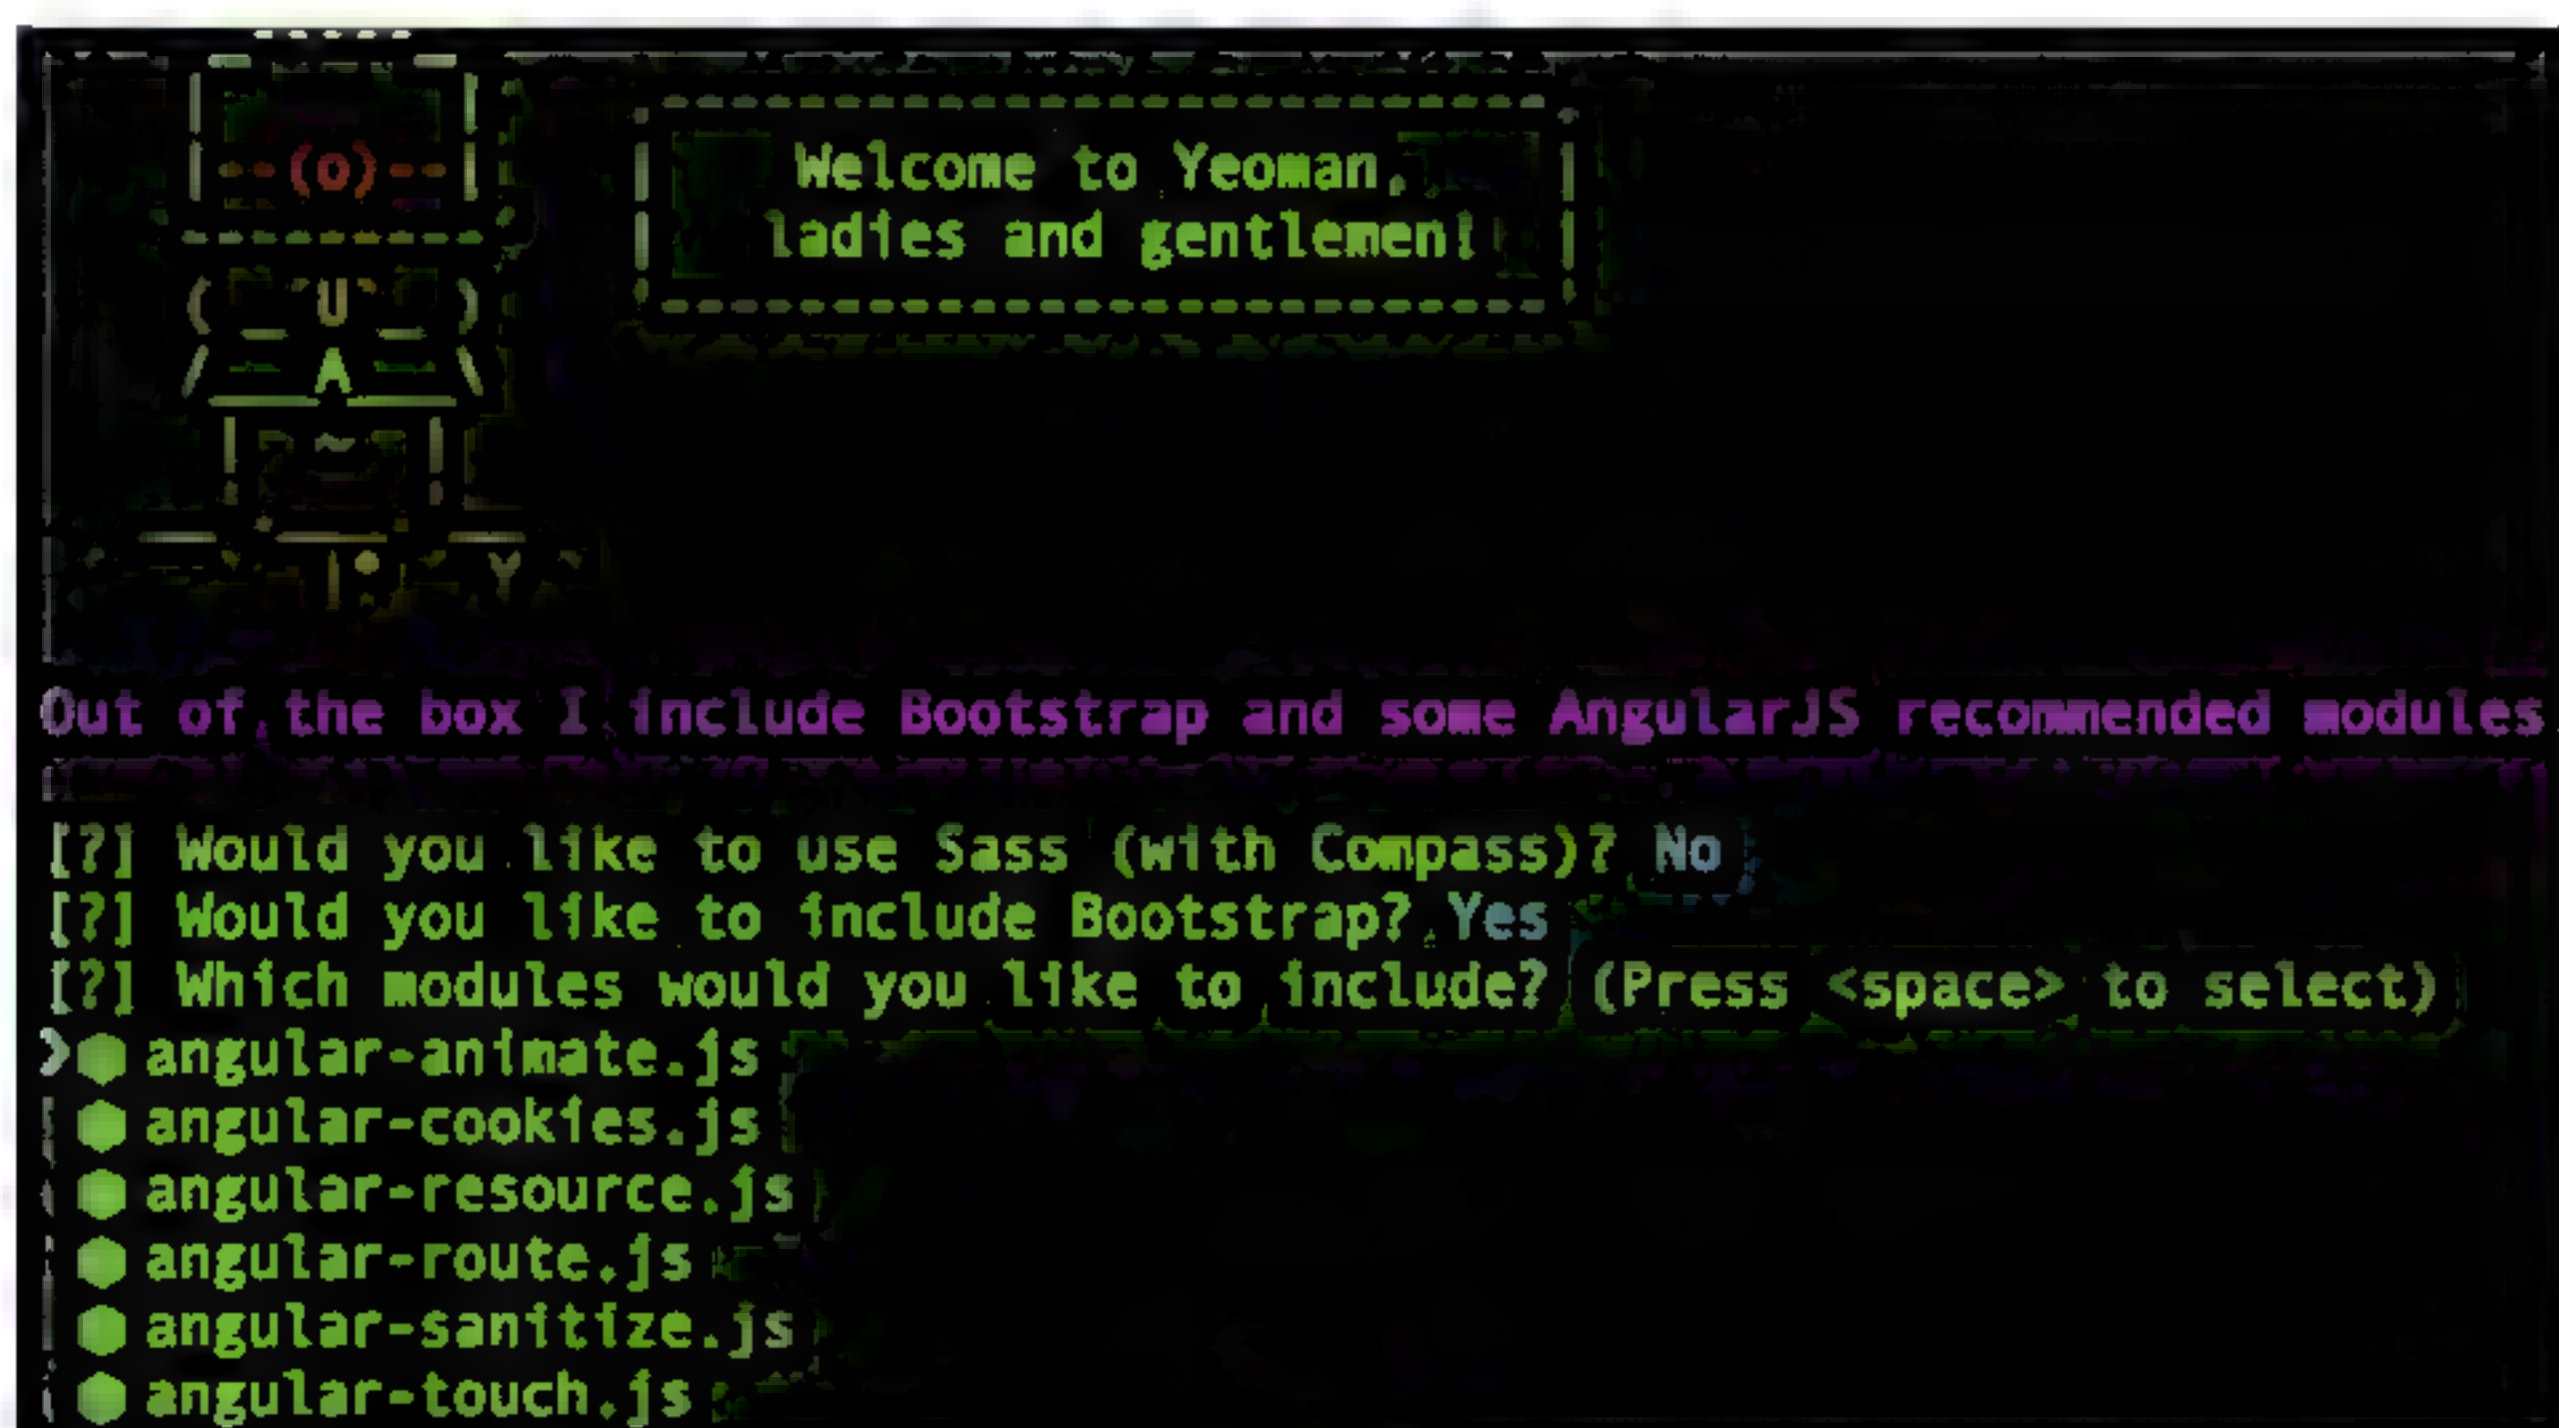 Welcome to Yeoman,
ladies and gentlemen!
Out of the box I include Bootstrap and some AngularJS recommended modules.
[?] Would you like to use Sass (with Compass)? No
[?] Would you like to include Bootstrap? Yes
[?] Which modules would you like to include? (Press <space> to select)
❯⬢ angular-animate.js
⬢ angular-cookies.js
⬢ angular-resource.js
⬢ angular-route.js
⬢ angular-sanitize.js
⬢ angular-touch.js